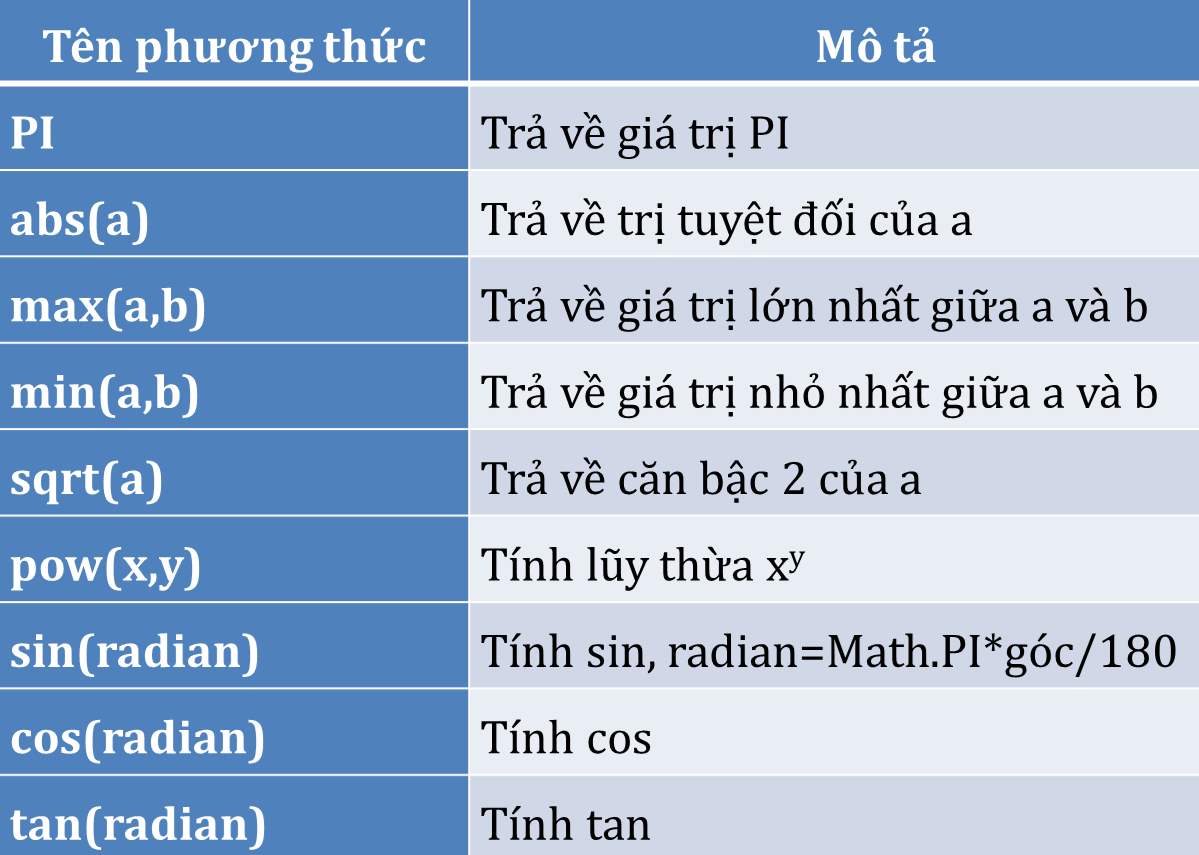 Tên phương thức Mô tả
PI Trả về giá trị PI
abs(a) Trả về trị tuyệt đối của a
max(a,b) Trả về giá trị lớn nhất giữa a và b
min(a,b) Trả về giá trị nhỏ nhất giữa a và b
sqrt(a) Trả về căn bậc 2 của a
pow(x,y) Tính lũy thừa xʸ
sin(radian) Tính sin, radian=Math.PI*góc/180
cos(radian) Tính cos
tan(radian) Tính tan